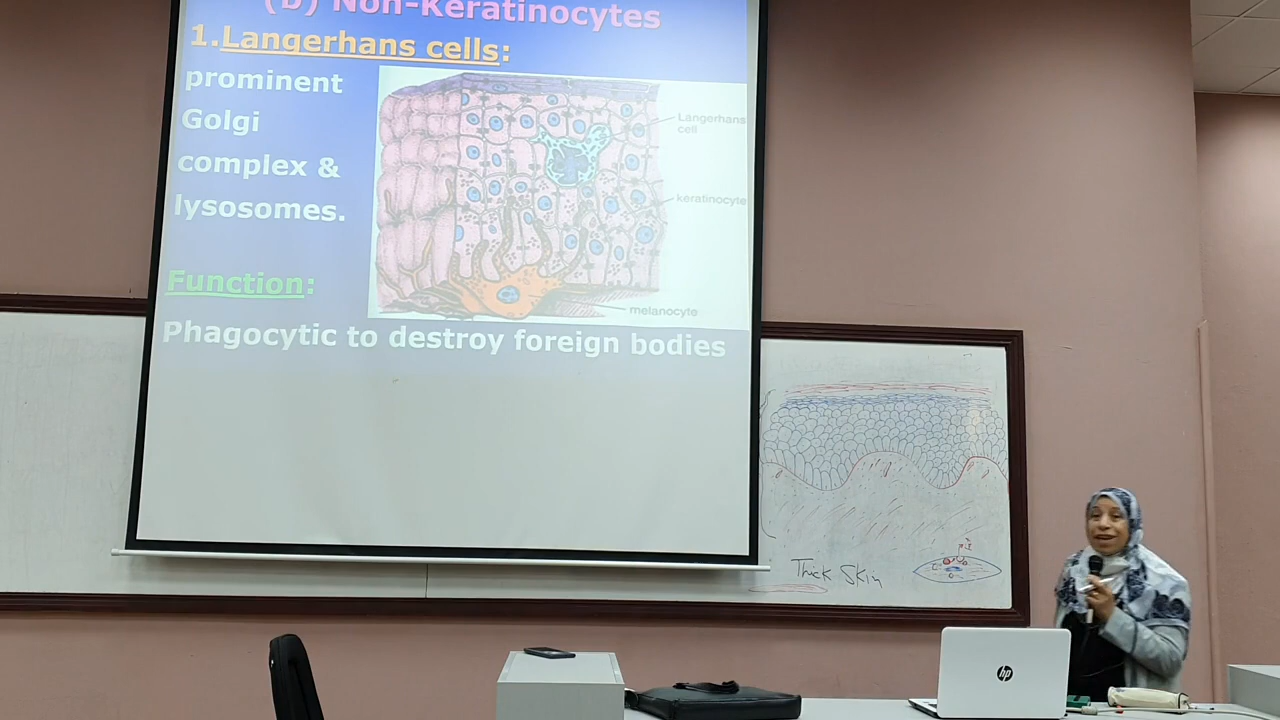 (b) Non-Keratinocytes
1.Langerhans cells:
prominent
Golgi
complex &
lysosomes.
Langerhans
cell
keratinocyte
melanocyte
Function:
Phagocytic to destroy foreign bodies
Thick Skin
hp